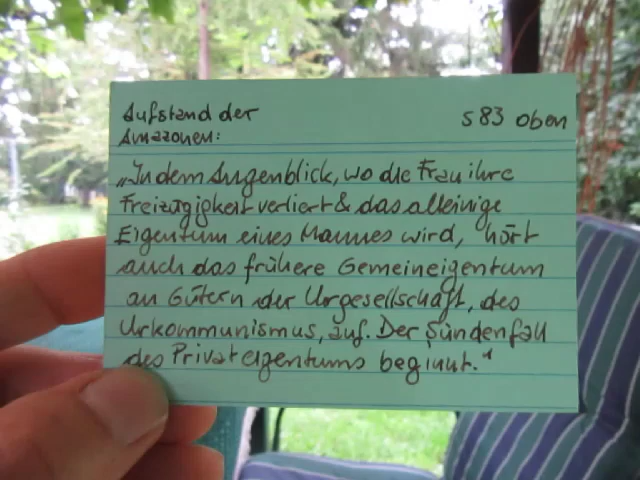 Aufstand der
Amazonen:
S 83 oben
„In dem Augenblick, wo die Frau ihre
Freizügigkeit verliert & das alleinige
Eigentum eines Mannes wird, hört
auch das frühere Gemeineigentum
an Gütern der Urgesellschaft, des
Urkommunismus, auf. Der Sündenfall
des Privateigentums beginnt."